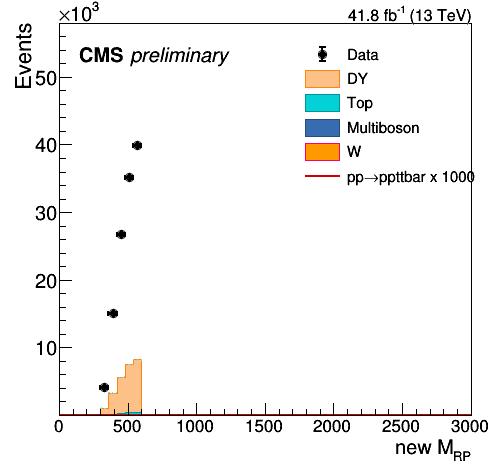 ×10³
41.8 fb⁻¹ (13 TeV)
Events
CMS preliminary
Data
DY
Top
Multiboson
W
pp→ppttbar x 1000
50
40
30
20
10
0 500 1000 1500 2000 2500 3000
new M_RP